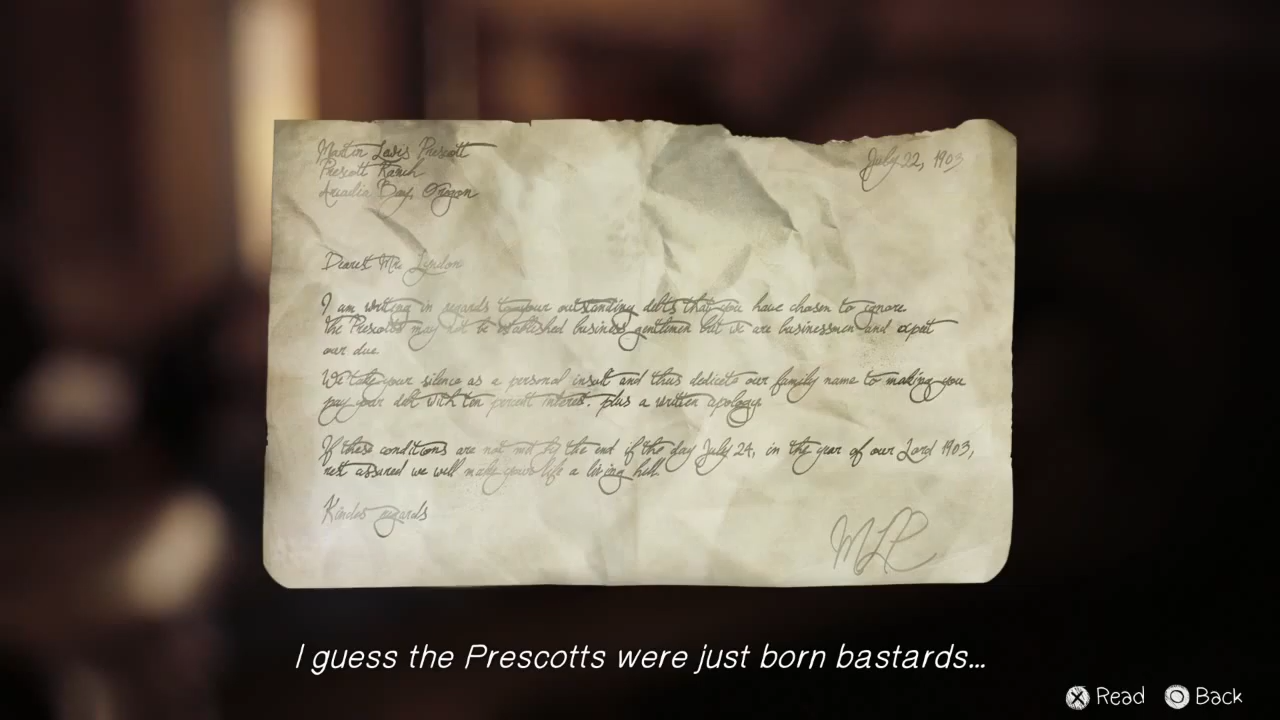 Martin Lewis Prescott
July 22, 1903
Prescott Ranch
Arcadia Bay, Oregon
Dearest Mr. Lyndon
I am writing in regards to your outstanding debts that you have chosen to ignore.
The Prescotts may not be established business gentlemen but we are businessmen and expect
our due.
We take your silence as a personal insult and thus dedicate our family name to making you
pay your debt with ten percent interest, plus a written apology.
If these conditions are not met by the end if the day July 24, in the year of our Lord 1903,
rest assured we will make your life a living hell.
Kindes regards
MLP
I guess the Prescotts were just born bastards...
Read Back